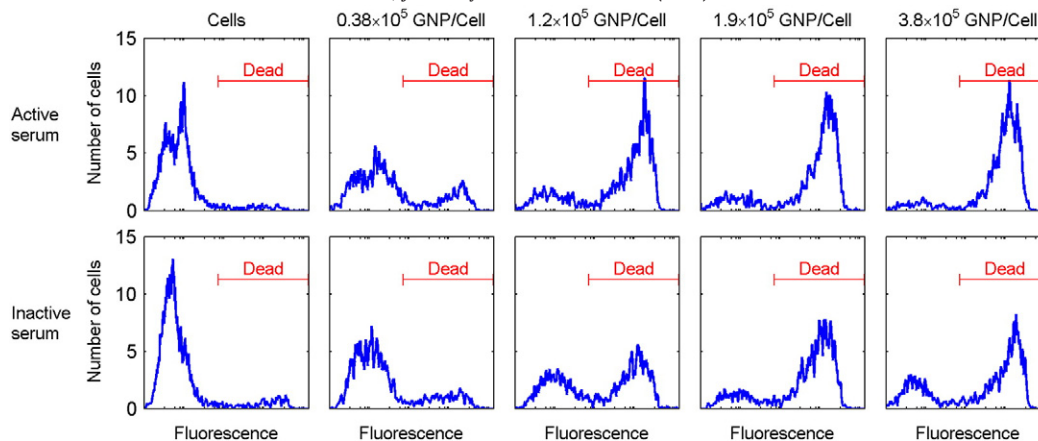 Cells 0.38×10⁵ GNP/Cell 1.2×10⁵ GNP/Cell 1.9×10⁵ GNP/Cell 3.8×10⁵ GNP/Cell
Active
serum
Number of cells
15
10
5
0
Dead Dead Dead Dead Dead
Inactive
serum
Number of cells
15
10
5
0
Dead Dead Dead Dead Dead
Fluorescence Fluorescence Fluorescence Fluorescence Fluorescence